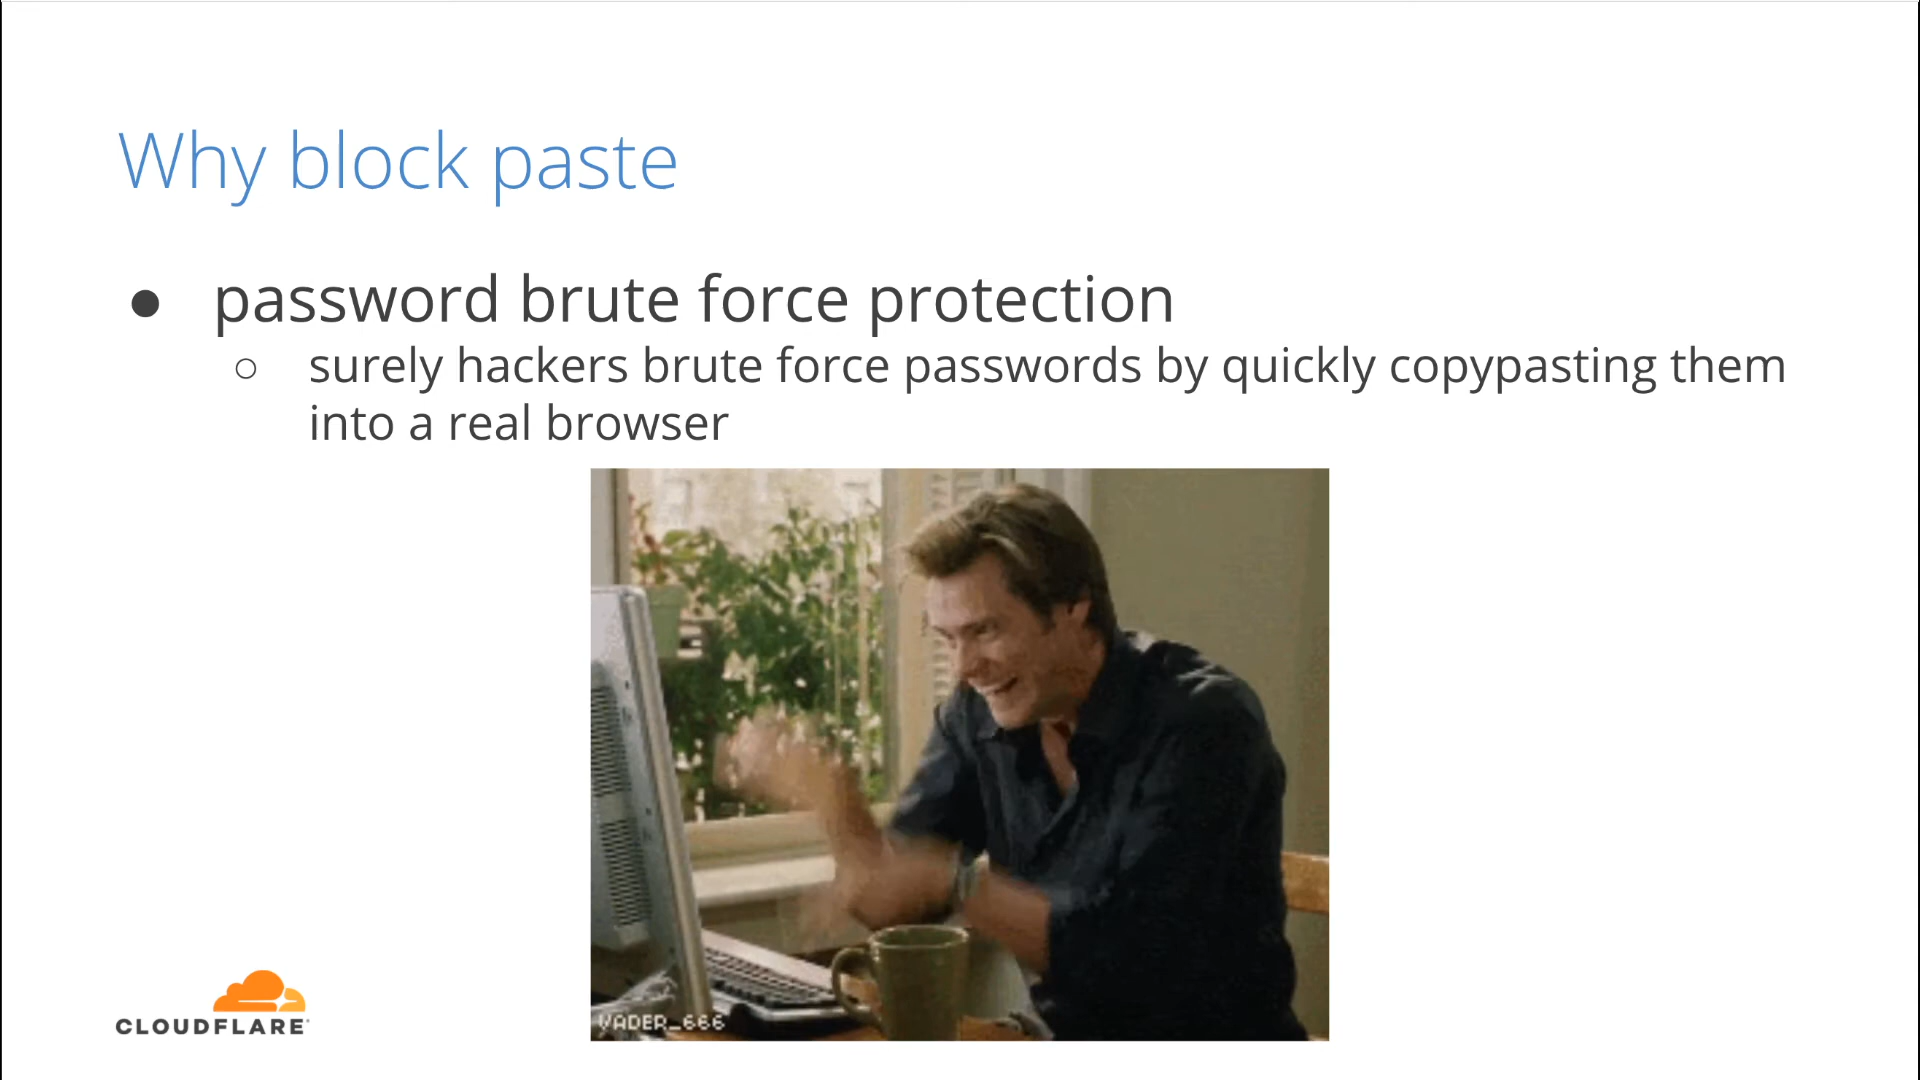 Why block paste
● password brute force protection
○ surely hackers brute force passwords by quickly copypasting them
into a real browser
VADER_666
CLOUDFLARE